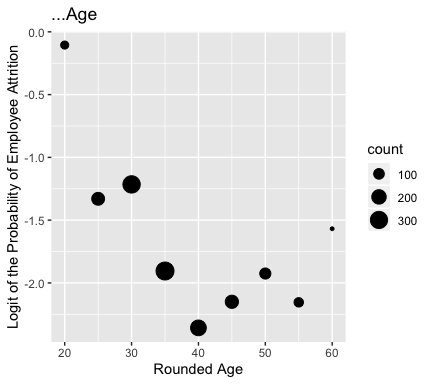 ...Age
Logit of the Probability of Employee Attrition
0.0
-0.5
-1.0
-1.5
-2.0
20 30 40 50 60
Rounded Age
count
100
200
300